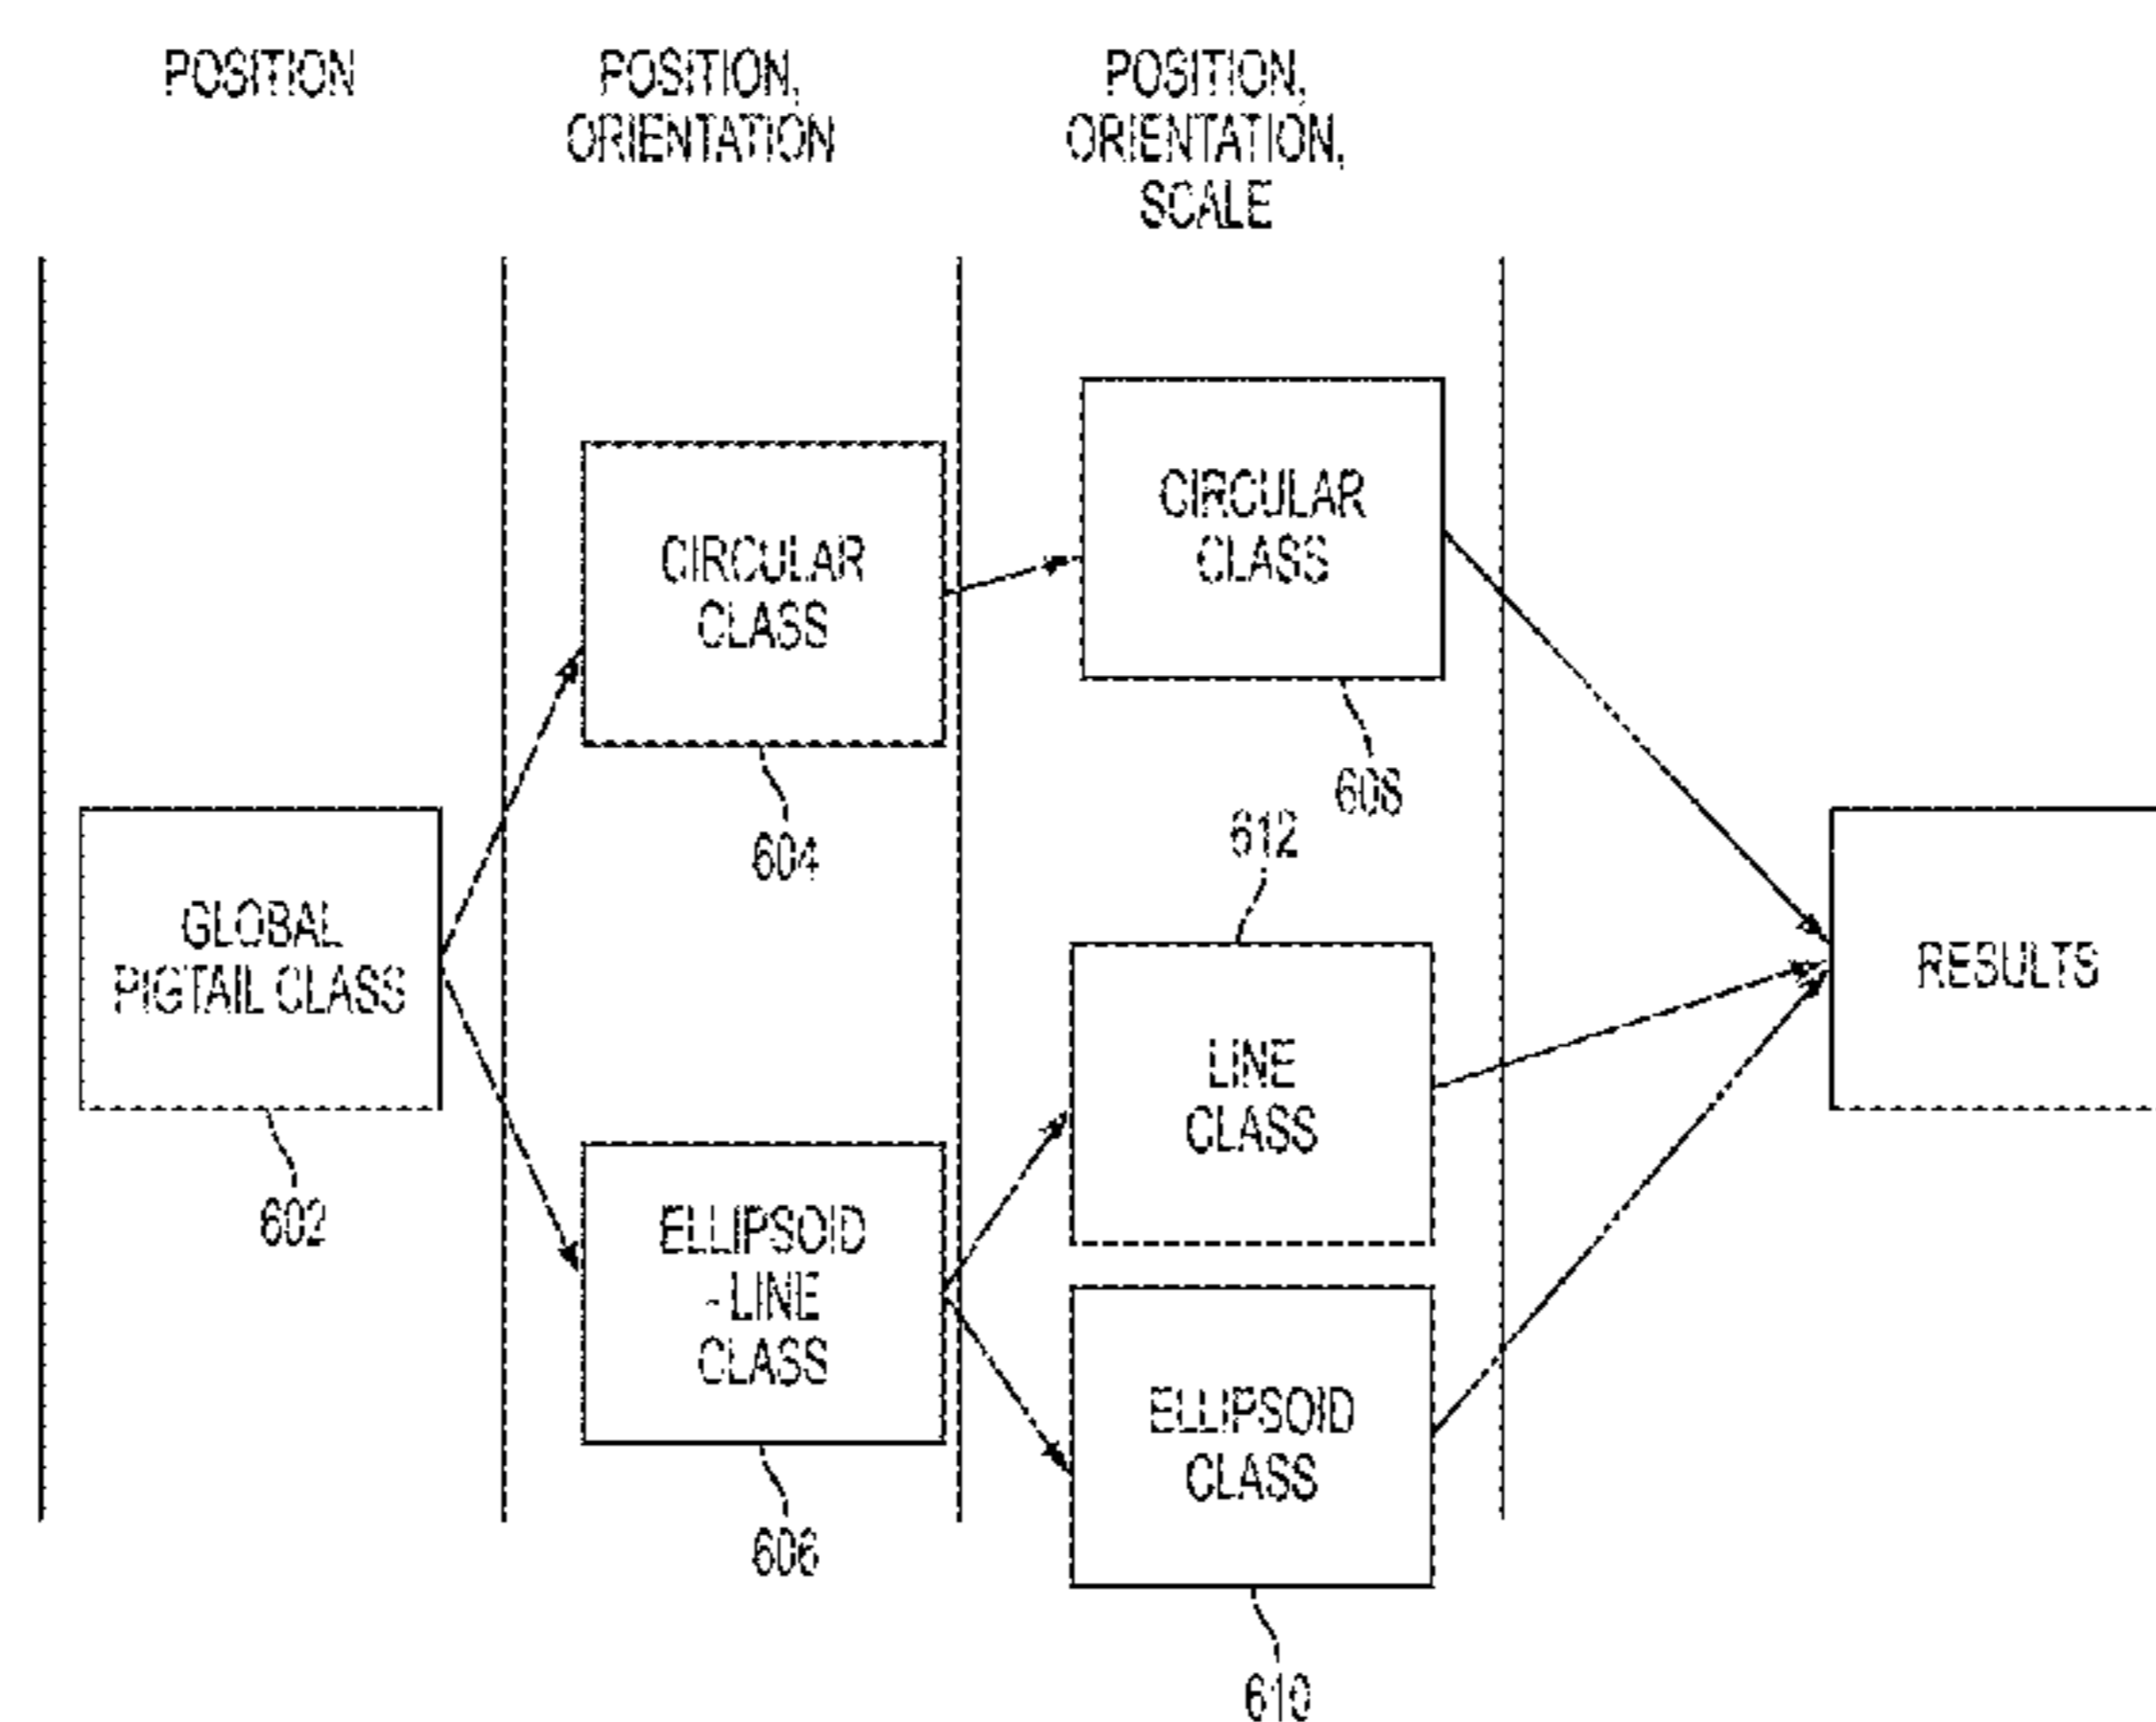 POSITION
POSITION,
ORIENTATION
POSITION,
ORIENTATION,
SCALE
GLOBAL
PIGTAIL CLASS
602
CIRCULAR
CLASS
604
ELLIPSOID
-LINE
CLASS
606
CIRCULAR
CLASS
608
612
LINE
CLASS
ELLIPSOID
CLASS
610
RESULTS